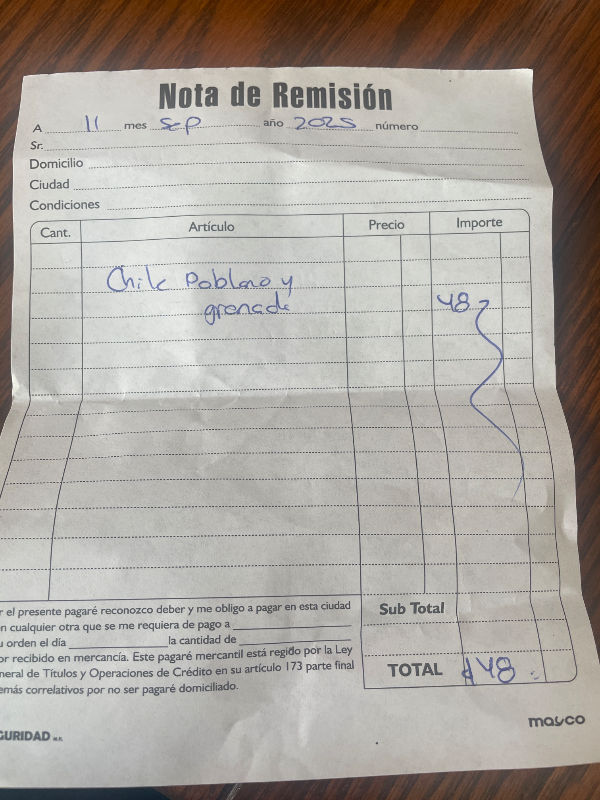 Nota de Remisión
A 11 mes sep año 2025 número
Sr.
Domicilio
Ciudad
Condiciones
Cant. Artículo Precio Importe
Chile Poblano y
granada
48
r el presente pagaré reconozco deber y me obligo a pagar en esta ciudad
n cualquier otra que se me requiera de pago a
u orden el día la cantidad de
or recibido en mercancía. Este pagaré mercantil está regido por la Ley
neral de Títulos y Operaciones de Crédito en su artículo 173 parte final
emás correlativos por no ser pagaré domiciliado.
Sub Total
TOTAL $48
GURIDAD M.R.
masco